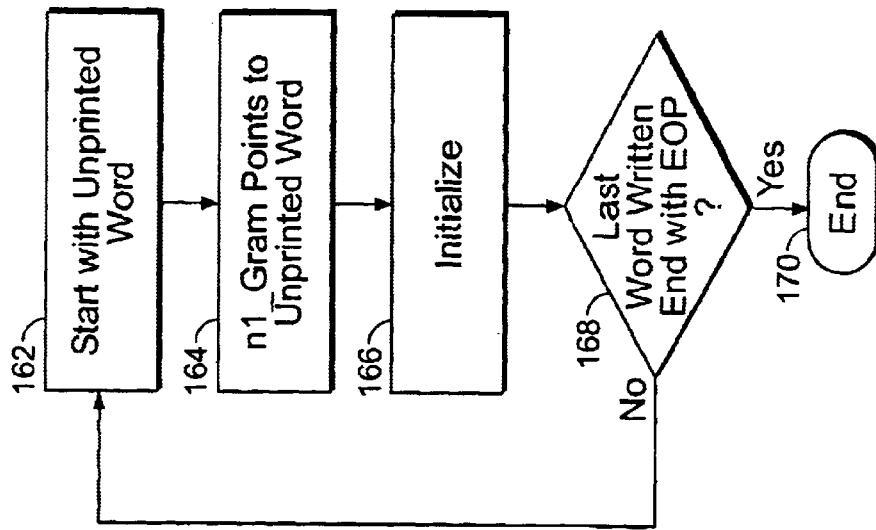 162
Start with Unprinted
Word
164
n1_Gram Points to
Unprinted Word
166
Initialize
168
Last
Word Written
End with EOP
?
No
Yes
170
End